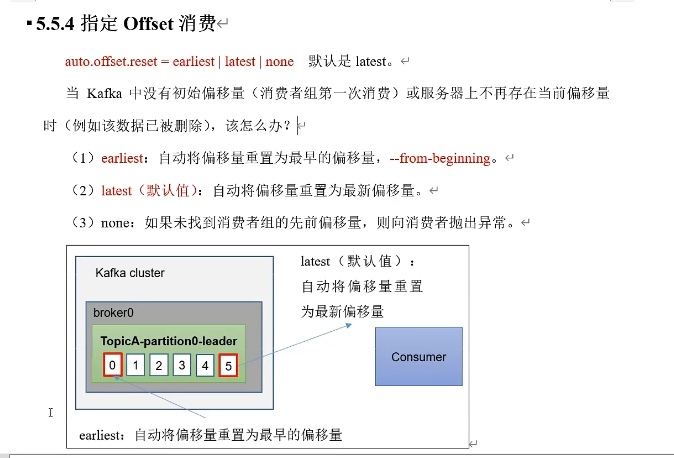 5.5.4 指定 Offset 消费
auto.offset.reset = earliest | latest | none 默认是 latest。
当 Kafka 中没有初始偏移量（消费者组第一次消费）或服务器上不再存在当前偏移量
时（例如该数据已被删除），该怎么办？
（1）earliest：自动将偏移量重置为最早的偏移量，--from-beginning。
（2）latest（默认值）：自动将偏移量重置为最新偏移量。
（3）none：如果未找到消费者组的先前偏移量，则向消费者抛出异常。
Kafka cluster
broker0
TopicA-partition0-leader
0 1 2 3 4 5
latest（默认值）：
自动将偏移量重置
为最新偏移量
Consumer
earliest：自动将偏移量重置为最早的偏移量